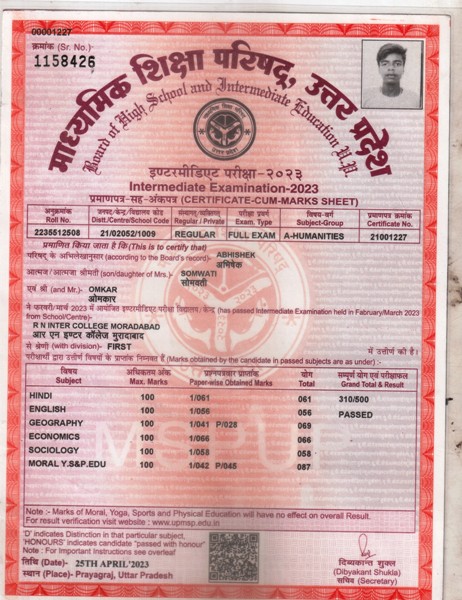 00001227
क्रमांक (Sr. No.)-
1158426
माध्यमिक शिक्षा परिषद, उत्तर प्रदेश
Board of High School and Intermediate Education U.P.
इण्टरमीडिएट परीक्षा-२०२३
Intermediate Examination-2023
प्रमाणपत्र-सह-अंकपत्र (CERTIFICATE-CUM-MARKS SHEET)
अनुक्रमांक जनपद/केन्द्र/विद्यालय कोड संस्थागत/व्यक्तिगत परीक्षा प्रकार विषय-वर्ग प्रमाणपत्र क्रमांक
Roll No. Distt./Centre/School Code Regular / Private Exam. Type Subject-Group Certificate No.
2235512508 21/02052/1009 REGULAR FULL EXAM A-HUMANITIES 21001227
प्रमाणित किया जाता है कि (This is to certify that)
परिषद के अभिलेखानुसार (according to the Board's record)- ABHISHEK
अभिषेक
आत्मज / आत्मजा श्रीमती (son/daughter of Mrs.)- SOMWATI
सोमवती
एवं श्री (and Mr.)- OMKAR
ओमकार
ने फरवरी/मार्च 2023 में आयोजित इण्टरमीडिएट परीक्षा विद्यालय/केन्द्र (has passed Intermediate Examination held in Febuary/March 2023
from School/Centre)-
R N INTER COLLEGE MORADABAD
आर एन इण्टर कॉलेज मुरादाबाद
से श्रेणी (with division)- FIRST में उत्तीर्ण की है।
परीक्षार्थी द्वारा उत्तीर्ण विषयों के प्राप्तांक निम्नवत हैं (Marks obtained by the candidate in passed subjects are as under) :-
विषय अधिकतम अंक प्रश्नपत्रवार प्राप्तांक योग सम्पूर्ण योग एवं परीक्षाफल
Subject Max. Marks Paper-wise Obtained Marks Total Grand Total & Result
HINDI 100 1/061 061 310/500
ENGLISH 100 1/056 056 PASSED
GEOGRAPHY 100 1/041 P/028 069
ECONOMICS 100 1/066 066
SOCIOLOGY 100 1/058 058
MORAL Y.S&P.EDU 100 1/042 P/045 087
MSPUP
Note :- Marks of Moral, Yoga, Sports and Physical Education will have no effect on overall Result.
For result verification visit website : www.upmsp.edu.in
'D' indicates Distinction in that particular subject,
'HONOURS' indicates candidate "passed with honour"
Note :- For Important Instructions see overleaf
तिथि (Date)- 25TH APRIL'2023
स्थान (Place)- Prayagraj, Uttar Pradesh
दिव्यकान्त शुक्ल
(Dibyakant Shukla)
सचिव (Secretary)